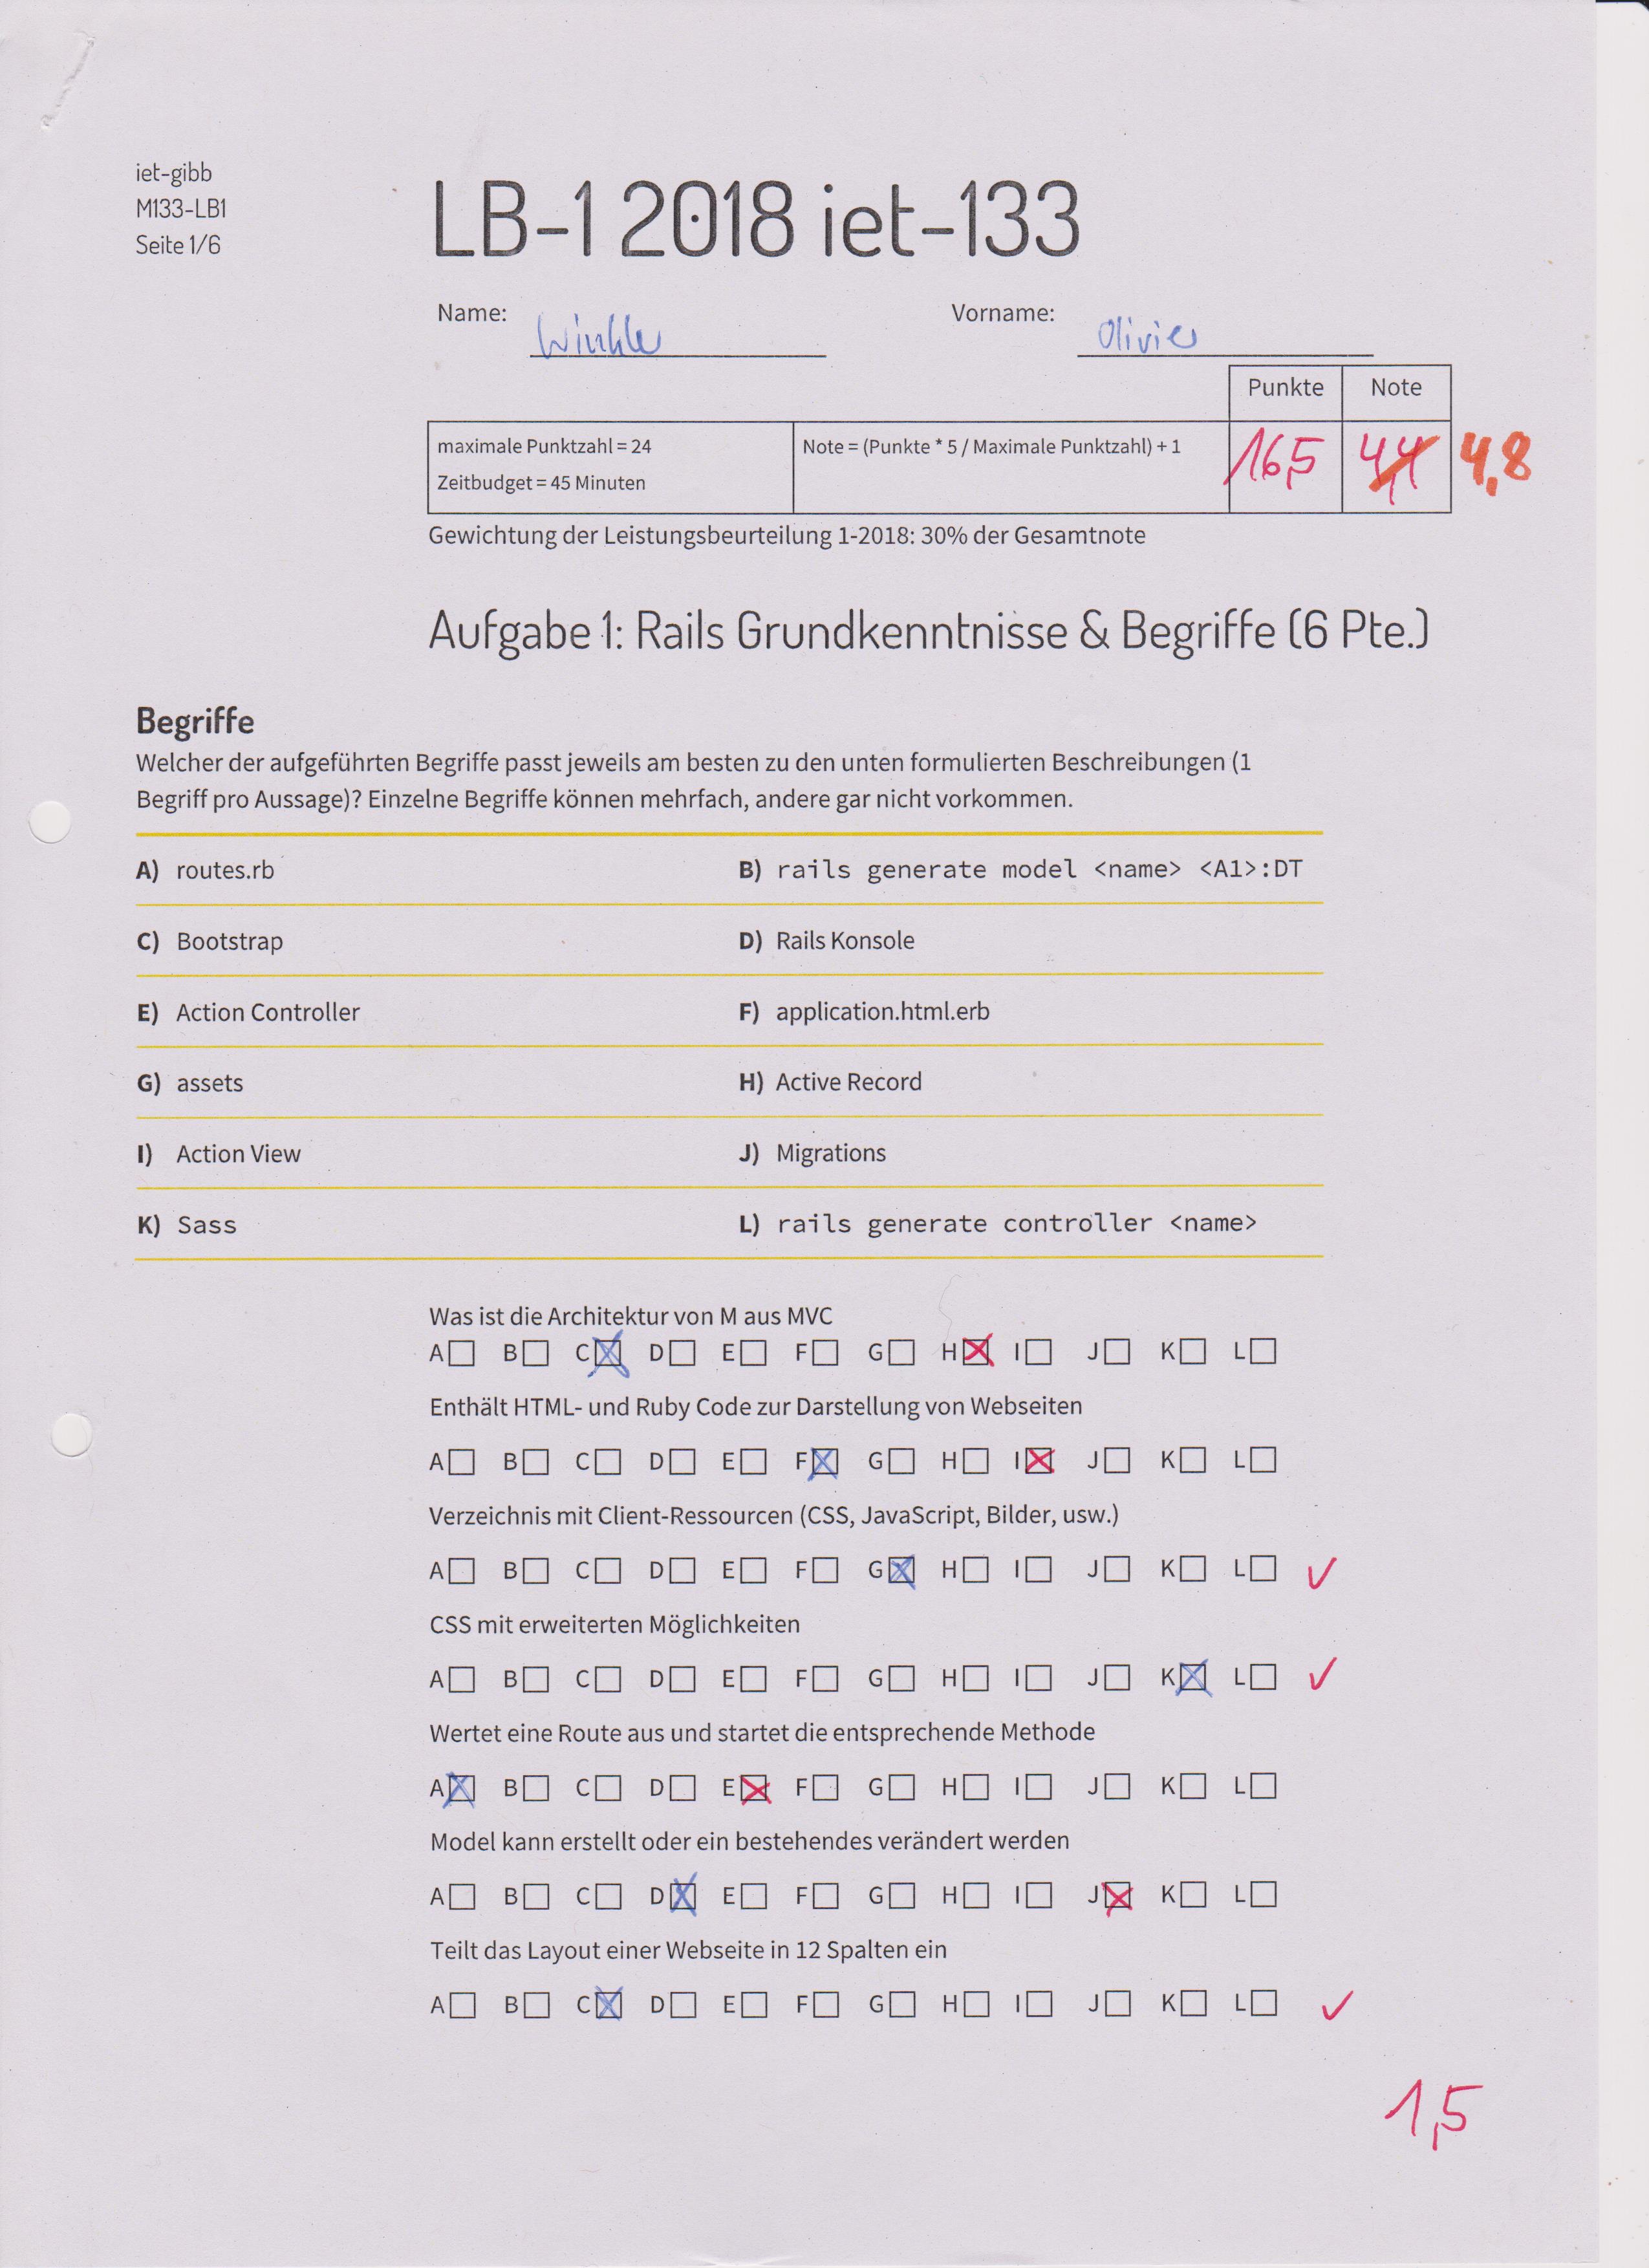 iet-gibb
M133-LB1
Seite 1/6
LB-1 2018 iet-133
Name: Winkler
Vorname: Olivier
Punkte Note
maximale Punktzahl = 24
Zeitbudget = 45 Minuten
Note = (Punkte * 5 / Maximale Punktzahl) + 1
16,5 4,4 4,8
Gewichtung der Leistungsbeurteilung 1-2018: 30% der Gesamtnote
Aufgabe 1: Rails Grundkenntnisse & Begriffe (6 Pte.)
Begriffe
Welcher der aufgeführten Begriffe passt jeweils am besten zu den unten formulierten Beschreibungen (1
Begriff pro Aussage)? Einzelne Begriffe können mehrfach, andere gar nicht vorkommen.
A) routes.rb B) rails generate model <name> <A1>:DT
C) Bootstrap D) Rails Konsole
E) Action Controller F) application.html.erb
G) assets H) Active Record
I) Action View J) Migrations
K) Sass L) rails generate controller <name>
Was ist die Architektur von M aus MVC
A B C D E F G H I J K L
Enthält HTML- und Ruby Code zur Darstellung von Webseiten
A B C D E F G H I J K L
Verzeichnis mit Client-Ressourcen (CSS, JavaScript, Bilder, usw.)
A B C D E F G H I J K L
CSS mit erweiterten Möglichkeiten
A B C D E F G H I J K L
Wertet eine Route aus und startet die entsprechende Methode
A B C D E F G H I J K L
Model kann erstellt oder ein bestehendes verändert werden
A B C D E F G H I J K L
Teilt das Layout einer Webseite in 12 Spalten ein
A B C D E F G H I J K L
1,5